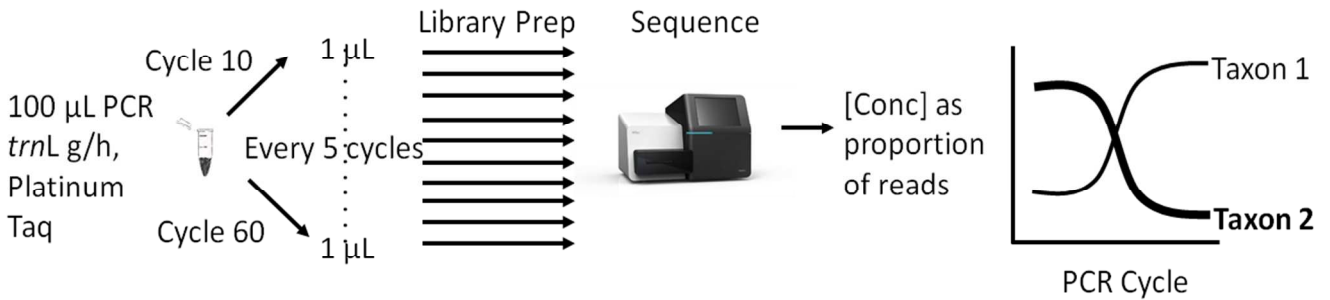 Library Prep
Sequence
Cycle 10
1 µL
100 µL PCR
trnL g/h,
Platinum
Taq
Every 5 cycles
Cycle 60
1 µL
[Conc] as
proportion
of reads
Taxon 1
Taxon 2
PCR Cycle